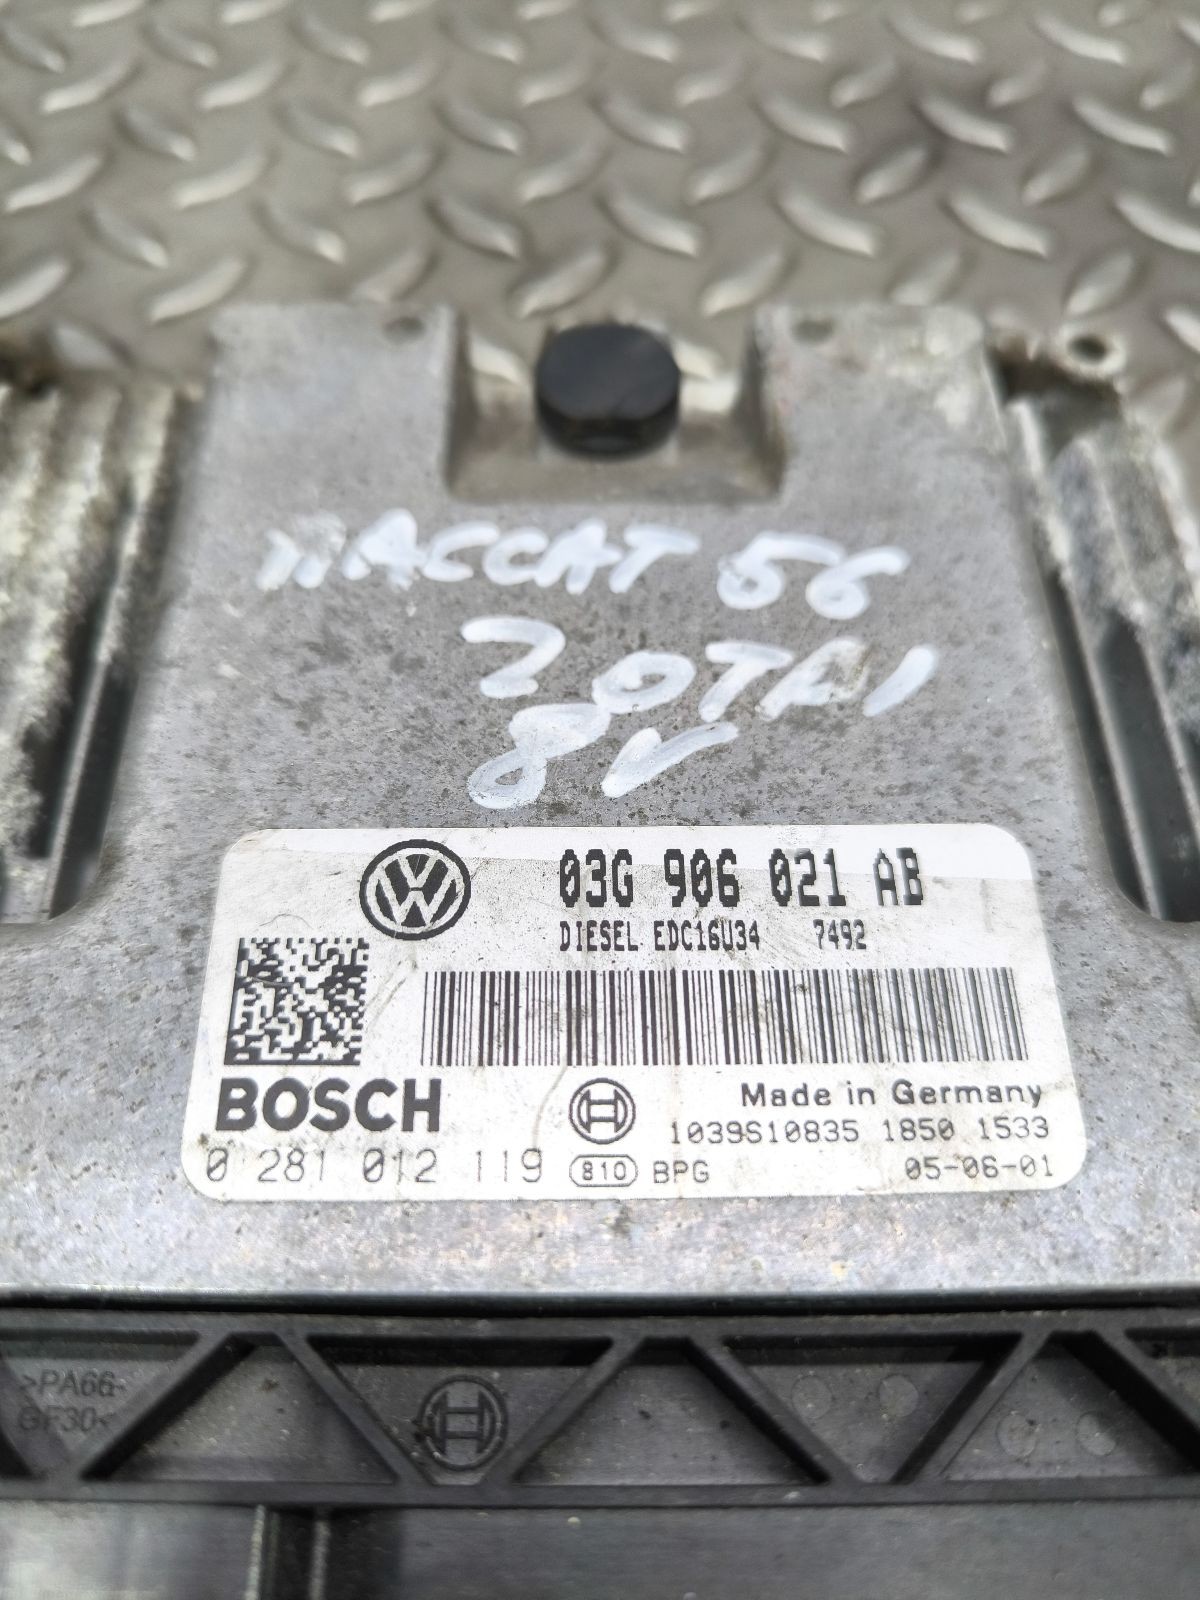 ПАССАТ Б6
2 0TDI
8V
03G 906 021 AB
DIESEL EDC16U34 7492
BOSCH
Made in Germany
1039S10835 1850 1533
0 281 012 119 810 BPG 05-06-01
>PA66-
GF30<